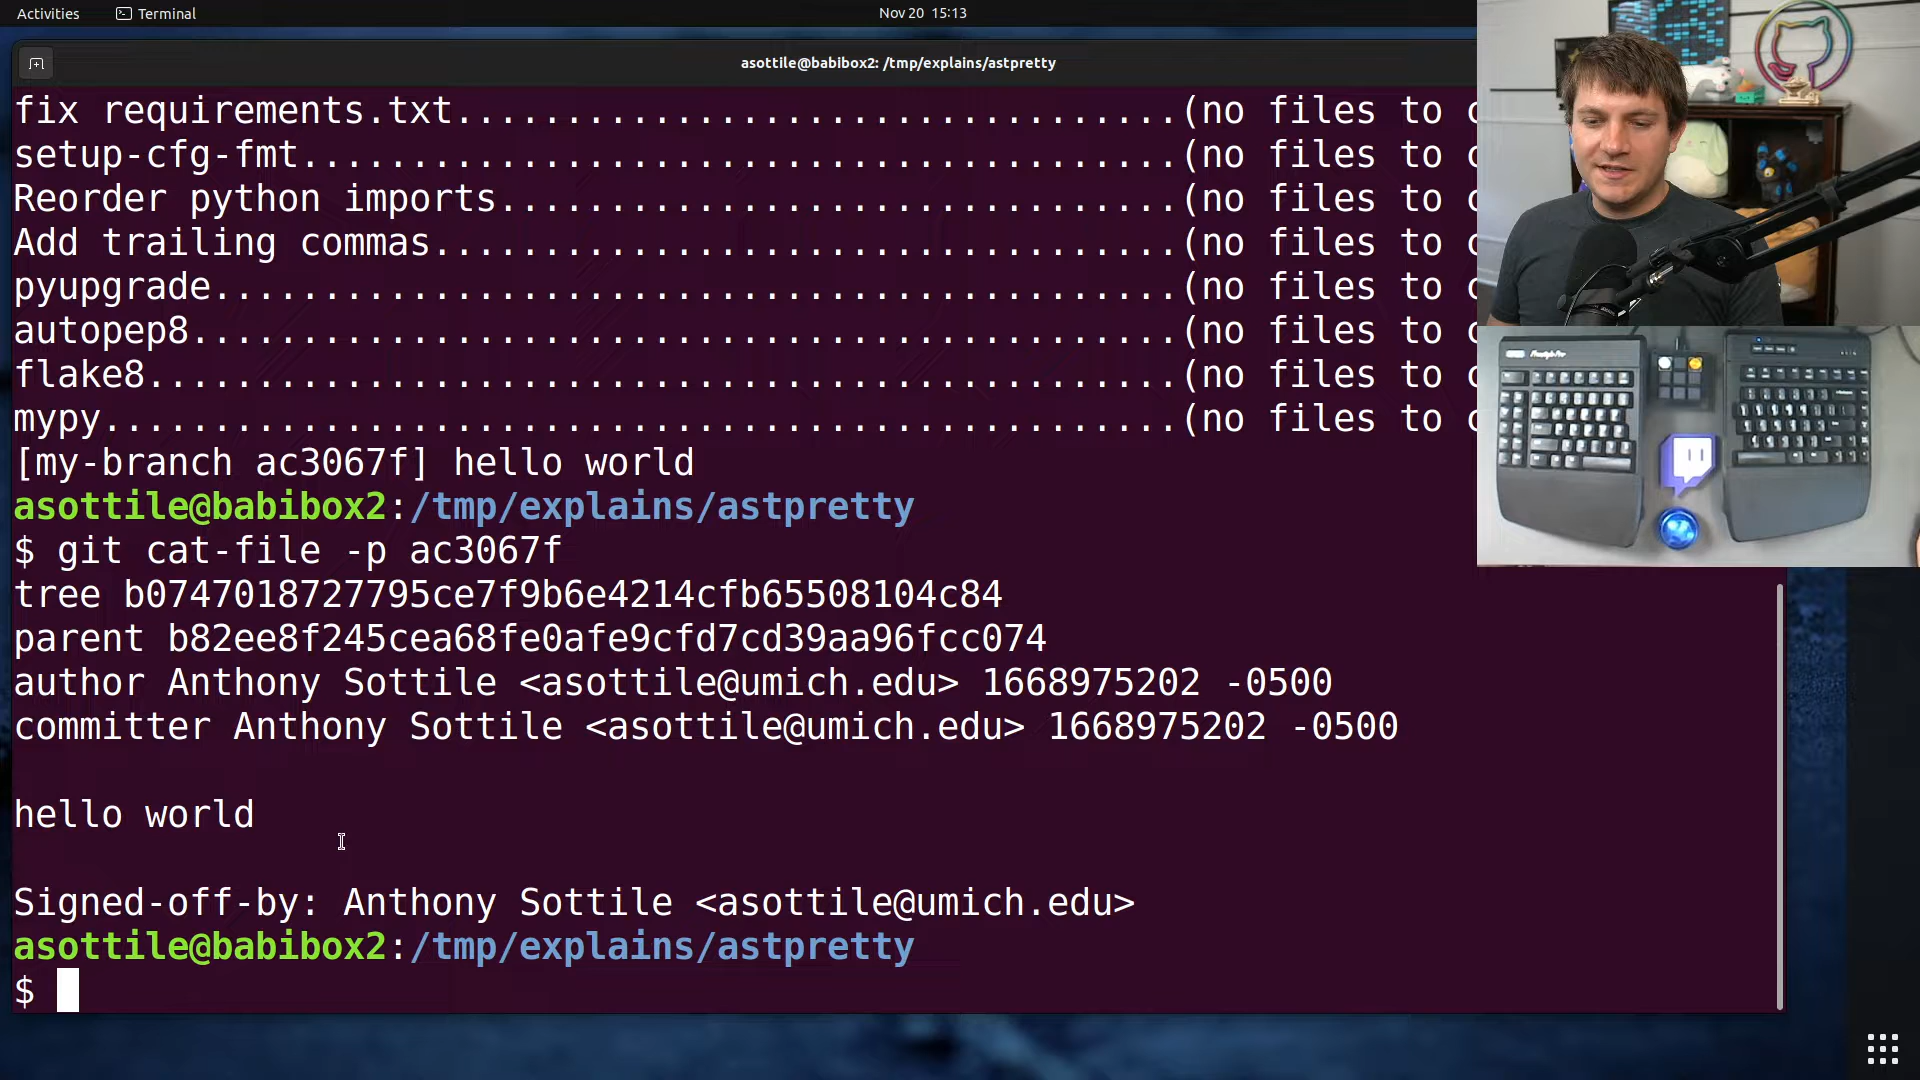 Activities
Terminal
Nov 20 15:13
asottile@babibox2: /tmp/explains/astpretty
fix requirements.txt.................................(no files to c
setup-cfg-fmt........................................(no files to c
Reorder python imports...............................(no files to c
Add trailing commas..................................(no files to c
pyupgrade............................................(no files to c
autopep8.............................................(no files to c
flake8...............................................(no files to c
mypy.................................................(no files to c
[my-branch ac3067f] hello world
asottile@babibox2:/tmp/explains/astpretty
$ git cat-file -p ac3067f
tree b0747018727795ce7f9b6e4214cfb65508104c84
parent b82ee8f245cea68fe0afe9cfd7cd39aa96fcc074
author Anthony Sottile <asottile@umich.edu> 1668975202 -0500
committer Anthony Sottile <asottile@umich.edu> 1668975202 -0500
hello world
Signed-off-by: Anthony Sottile <asottile@umich.edu>
asottile@babibox2:/tmp/explains/astpretty
$